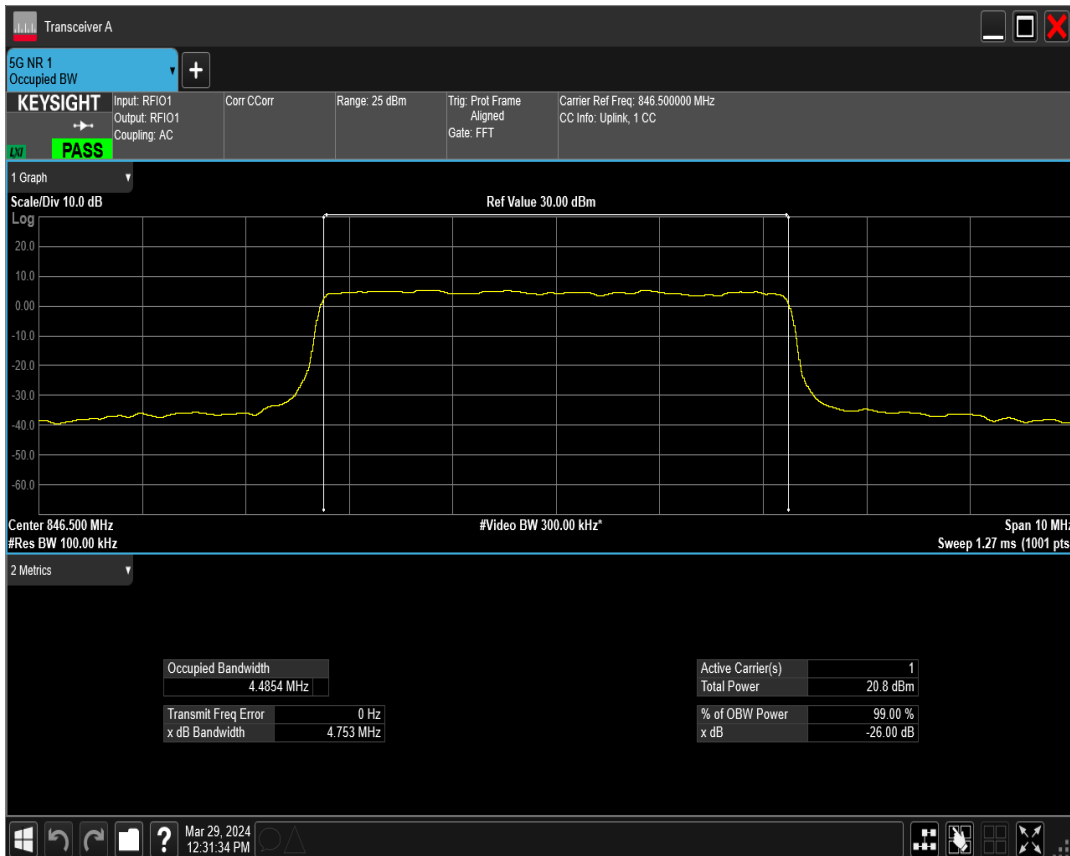 Transceiver A
5G NR 1
Occupied BW
KEYSIGHT
LXI
PASS
Input: RFIO1
Output: RFIO1
Coupling: AC
Corr CCorr
Range: 25 dBm
Trig: Prot Frame
Aligned
Gate: FFT
Carrier Ref Freq: 846.500000 MHz
CC Info: Uplink, 1 CC
1 Graph
Scale/Div 10.0 dB
Ref Value 30.00 dBm
Log
20.0
10.0
0.00
-10.0
-20.0
-30.0
-40.0
-50.0
-60.0
Center 846.500 MHz
#Video BW 300.00 kHz*
Span 10 MHz
#Res BW 100.00 kHz
Sweep 1.27 ms (1001 pts
2 Metrics
Occupied Bandwidth
4.4854 MHz
Transmit Freq Error 0 Hz
x dB Bandwidth 4.753 MHz
Active Carrier(s) 1
Total Power 20.8 dBm
% of OBW Power 99.00 %
x dB -26.00 dB
?
Mar 29, 2024
12:31:34 PM